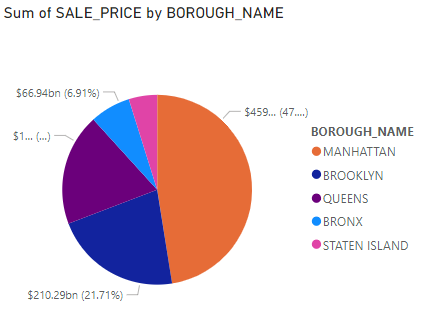 Sum of SALE_PRICE by BOROUGH_NAME
$66.94bn (6.91%)
$459... (47....)
$1... (...)
BOROUGH_NAME
MANHATTAN
BROOKLYN
QUEENS
BRONX
STATEN ISLAND
$210.29bn (21.71%)